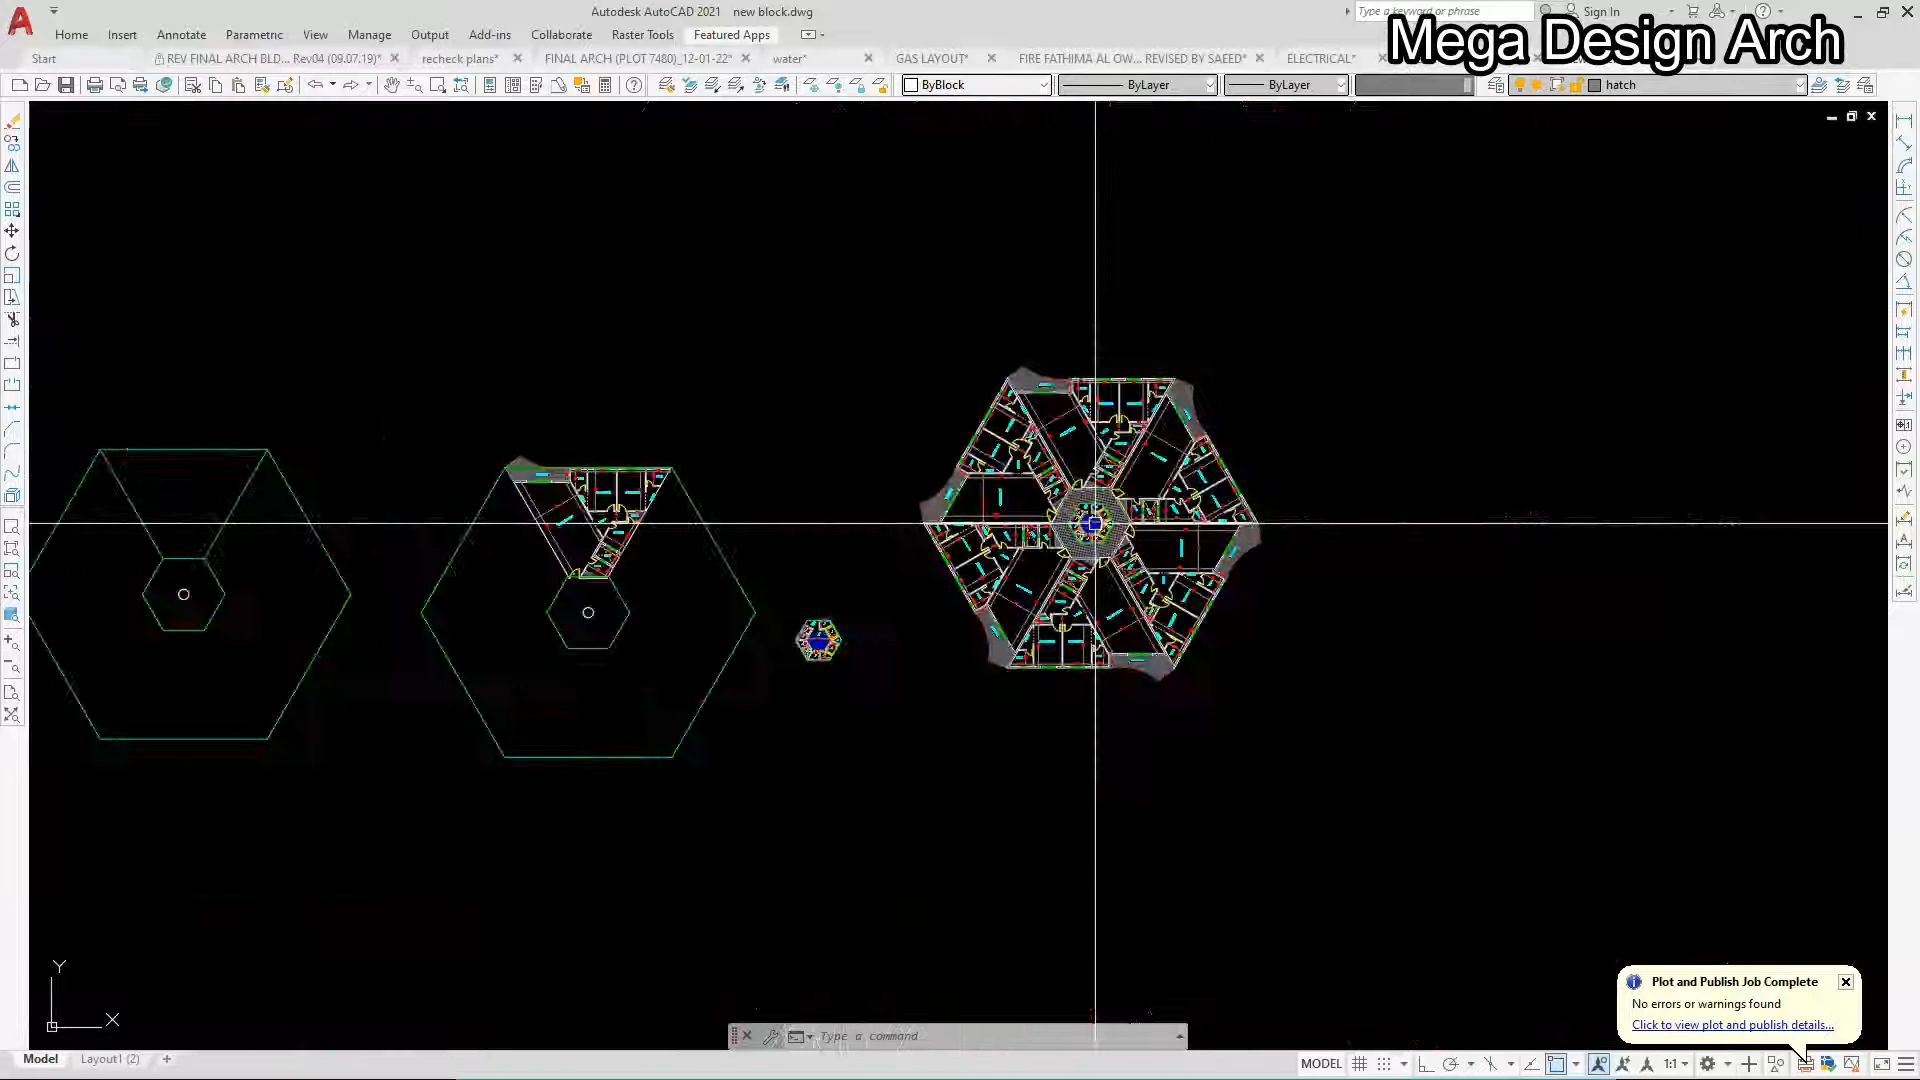 Autodesk AutoCAD 2021 new block.dwg
Type a keyword or phrase
Sign In
Mega Design Arch
Home Insert Annotate Parametric View Manage Output Add-ins Collaborate Raster Tools Featured Apps
Start REV FINAL ARCH BLD... Rev04 (09.07.19)* recheck plans* FINAL ARCH (PLOT 7480)_12-01-22* water* GAS LAYOUT* FIRE FATHIMA AL OW... REVISED BY SAEED* ELECTRICAL*
ByBlock ByLayer ByLayer hatch
Y
X
Plot and Publish Job Complete
No errors or warnings found
Click to view plot and publish details...
Type a command
Model Layout1 (2) +
MODEL 1:1